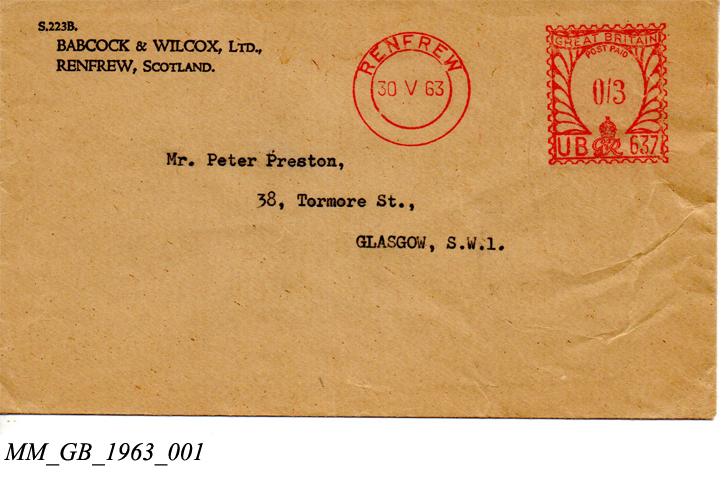 S.223B.
BABCOCK & WILCOX, LTD.,
RENFREW, SCOTLAND.
RENFREW
30 V 63
GREAT BRITAIN
POST PAID
0/3
UB GR 637
Mr. Peter Preston,
38, Tormore St.,
GLASGOW, S.W.1.
MM_GB_1963_001